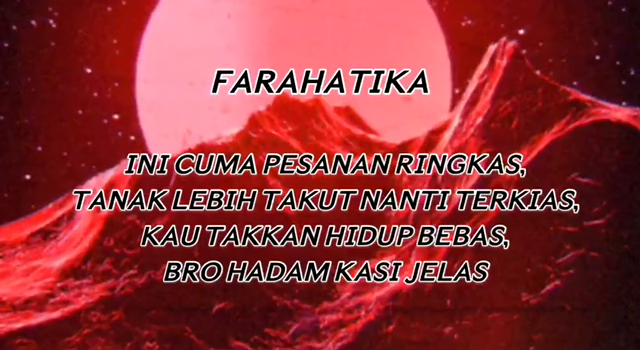 FARAHATIKA
INI CUMA PESANAN RINGKAS,
TANAK LEBIH TAKUT NANTI TERKIAS,
KAU TAKKAN HIDUP BEBAS,
BRO HADAM KASI JELAS